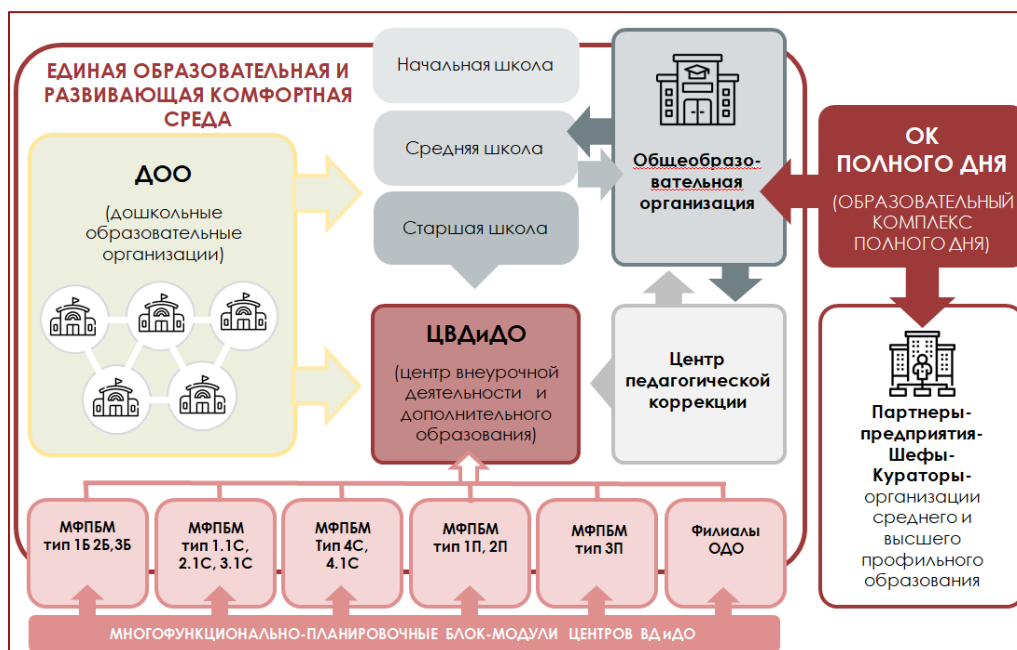 ЕДИНАЯ ОБРАЗОВАТЕЛЬНАЯ И
РАЗВИВАЮЩАЯ КОМФОРТНАЯ
СРЕДА
ДОО
(дошкольные
образовательные
организации)
Начальная школа
Средняя школа
Старшая школа
Общеобразо-
вательная
организация
ОК
ПОЛНОГО ДНЯ
(ОБРАЗОВАТЕЛЬНЫЙ
КОМПЛЕКС
ПОЛНОГО ДНЯ)
ЦВДиДО
(центр внеурочной
деятельности и
дополнительного
образования)
Центр
педагогической
коррекции
Партнеры-
предприятия-
Шефы-
Кураторы-
организации
среднего и
высшего
профильного
образования
МФПБМ
тип 1Б 2Б,3Б
МФПБМ
тип 1.1С,
2.1С, 3.1С
МФПБМ
Тип 4С,
4.1С
МФПБМ
тип 1П, 2П
МФПБМ
тип 3П
Филиалы
ОДО
МНОГОФУНКЦИОНАЛЬНО-ПЛАНИРОВОЧНЫЕ БЛОК-МОДУЛИ ЦЕНТРОВ ВДиДО